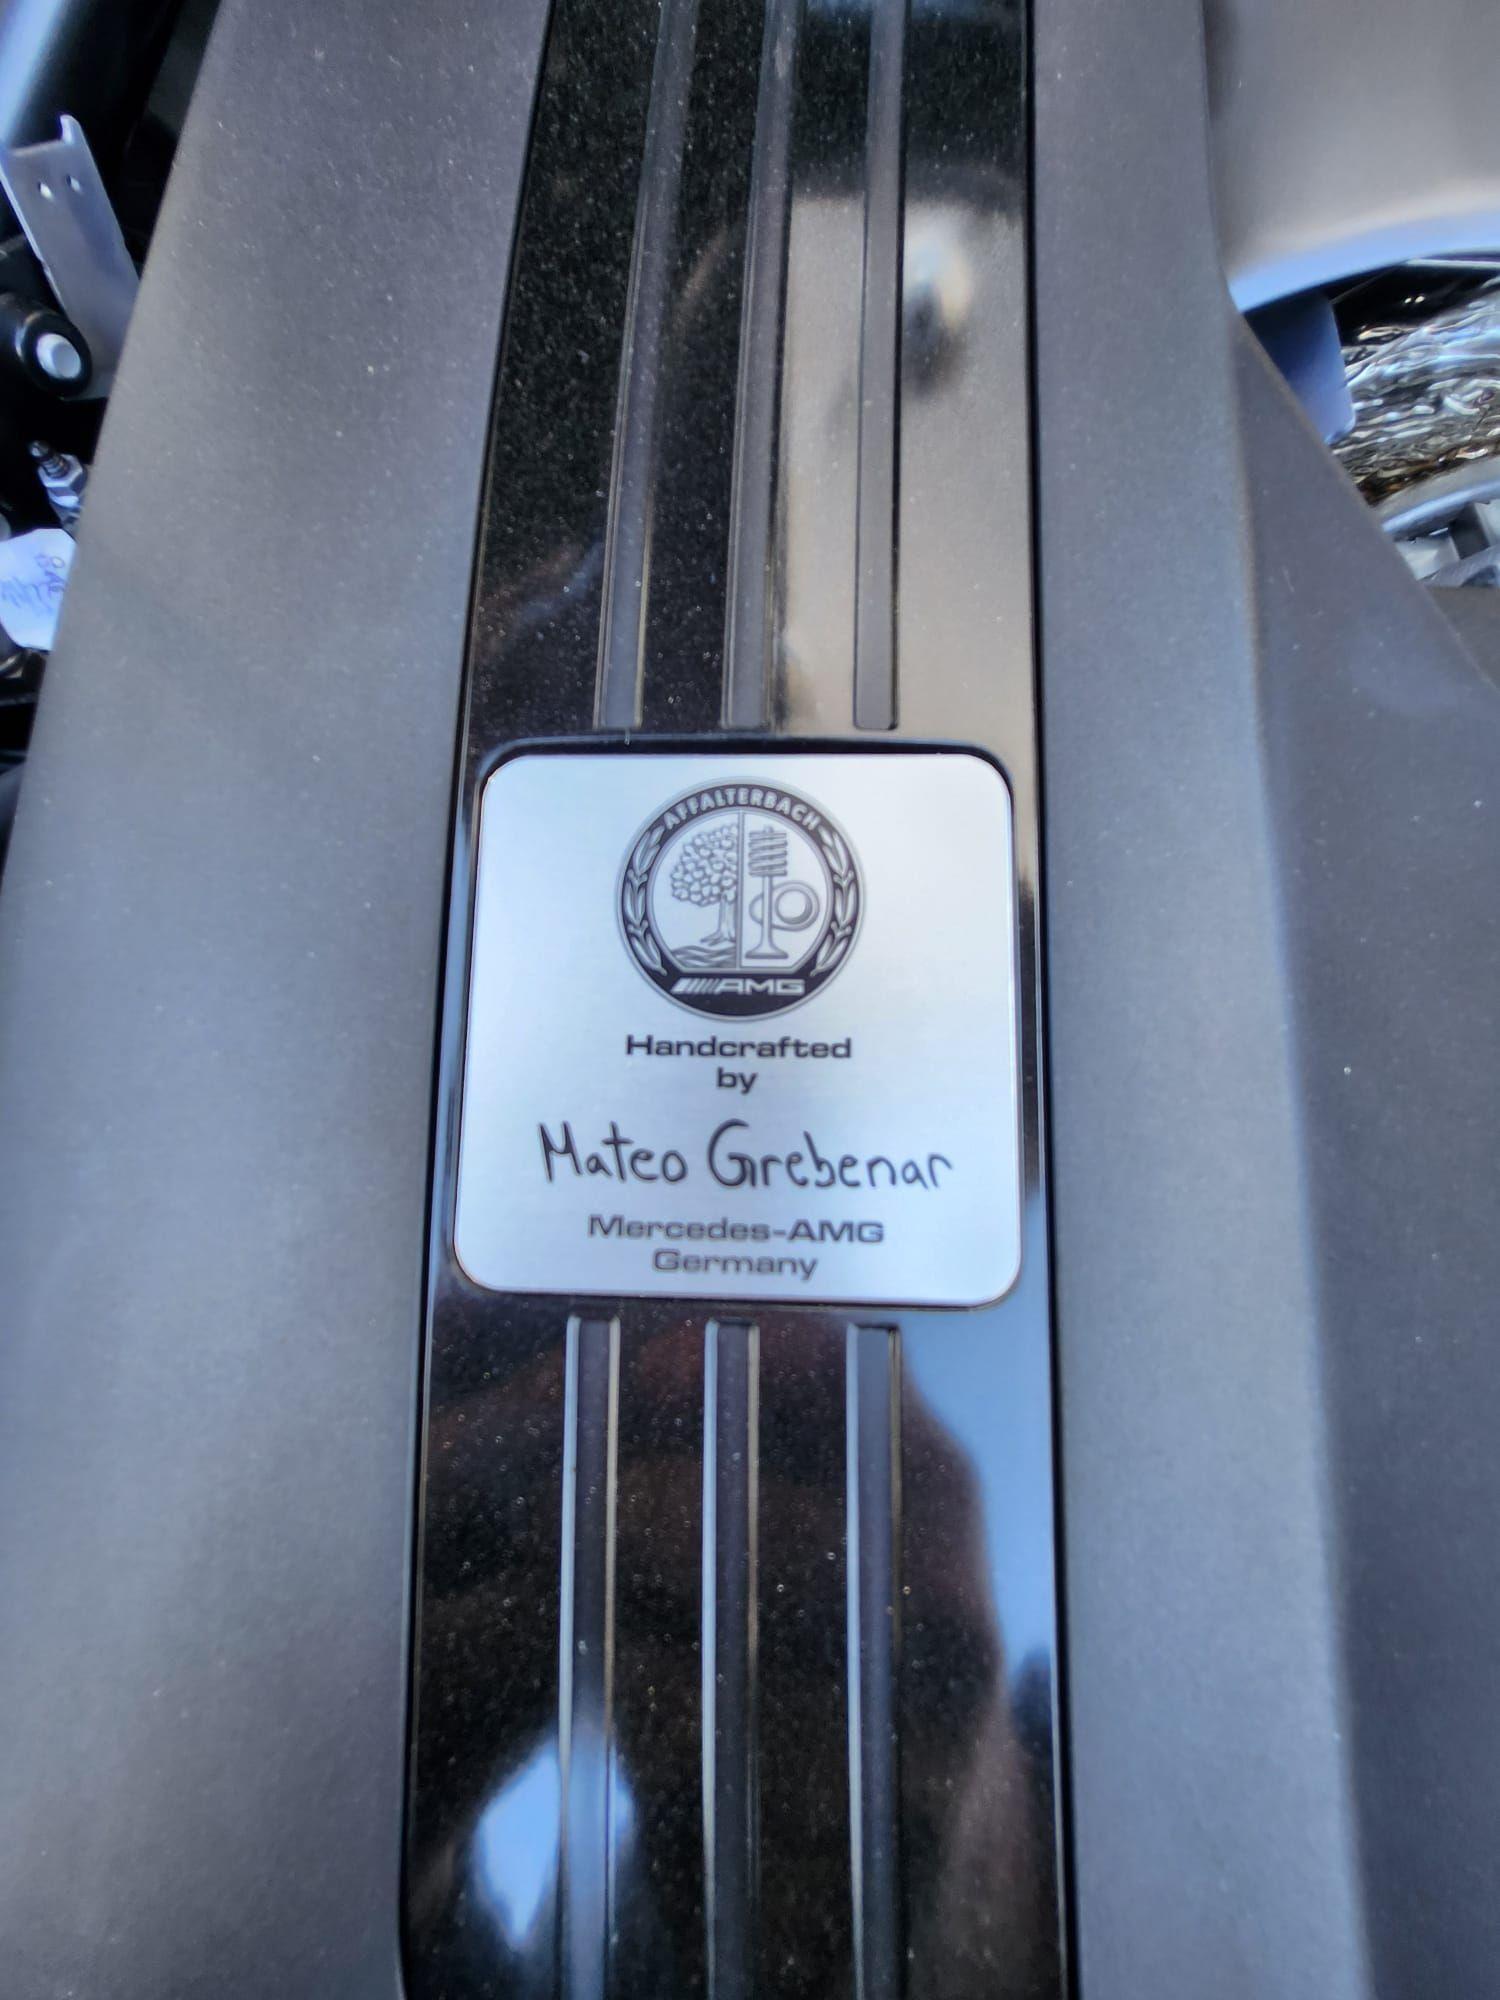 AFFALTERBACH
AMG
Handcrafted
by
Mateo Grebenar
Mercedes-AMG
Germany